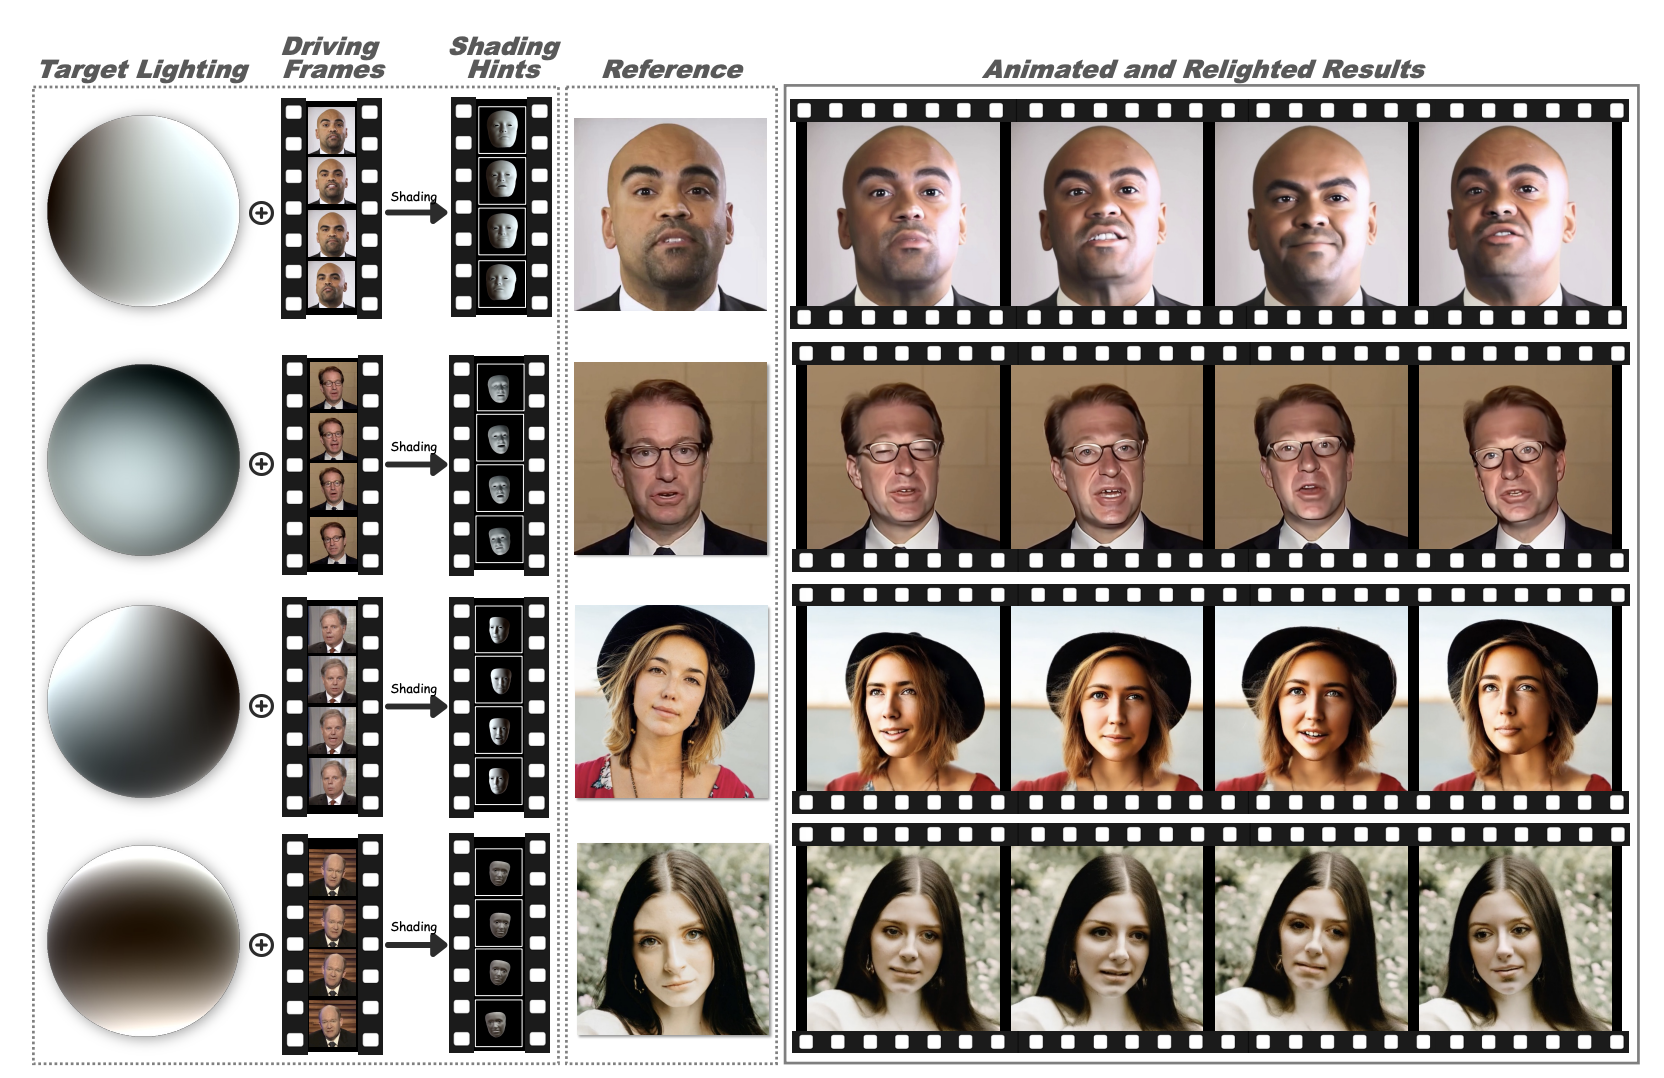 Target Lighting
Driving
Frames
Shading
Hints
Reference
Animated and Relighted Results
Shading
Shading
Shading
Shading